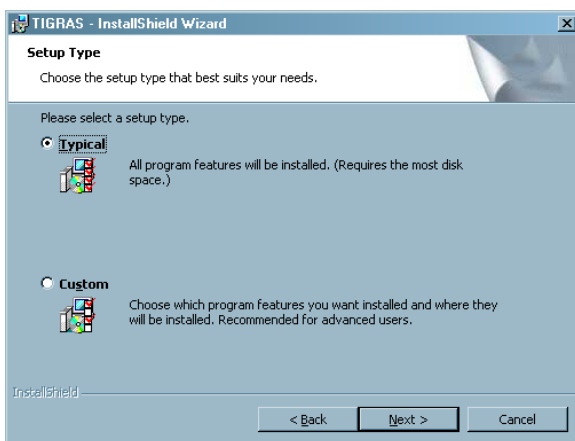 TIGRAS - InstallShield Wizard
Setup Type
Choose the setup type that best suits your needs.
Please select a setup type.
Typical
All program features will be installed. (Requires the most disk
space.)
Custom
Choose which program features you want installed and where they
will be installed. Recommended for advanced users.
InstallShield
< Back Next > Cancel